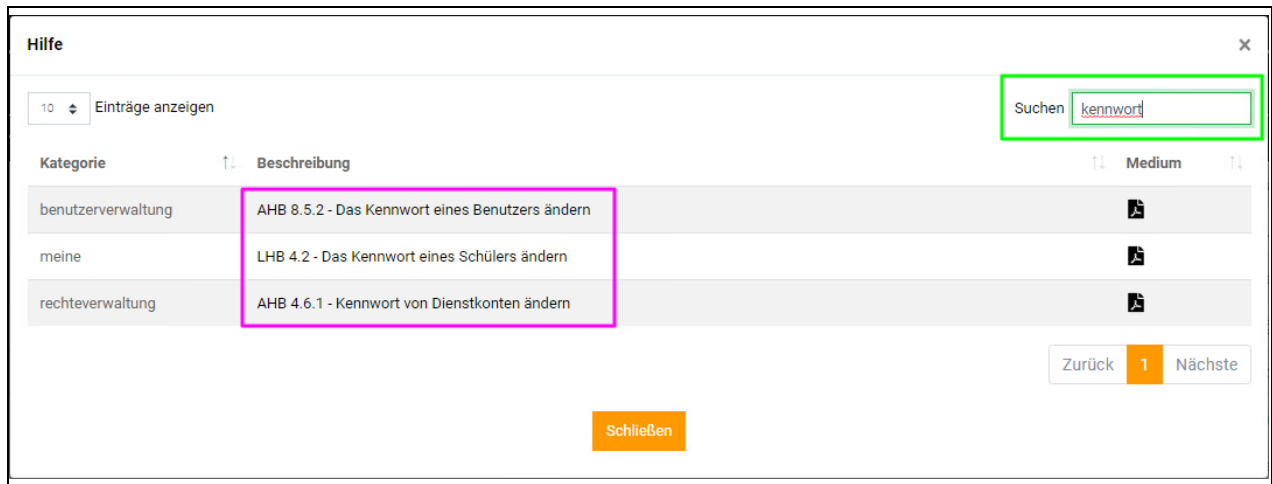 Hilfe ×
10 Einträge anzeigen Suchen kennwort
Kategorie Beschreibung Medium
benutzerverwaltung AHB 8.5.2 - Das Kennwort eines Benutzers ändern
meine LHB 4.2 - Das Kennwort eines Schülers ändern
rechteverwaltung AHB 4.6.1 - Kennwort von Dienstkonten ändern
Zurück 1 Nächste
Schließen